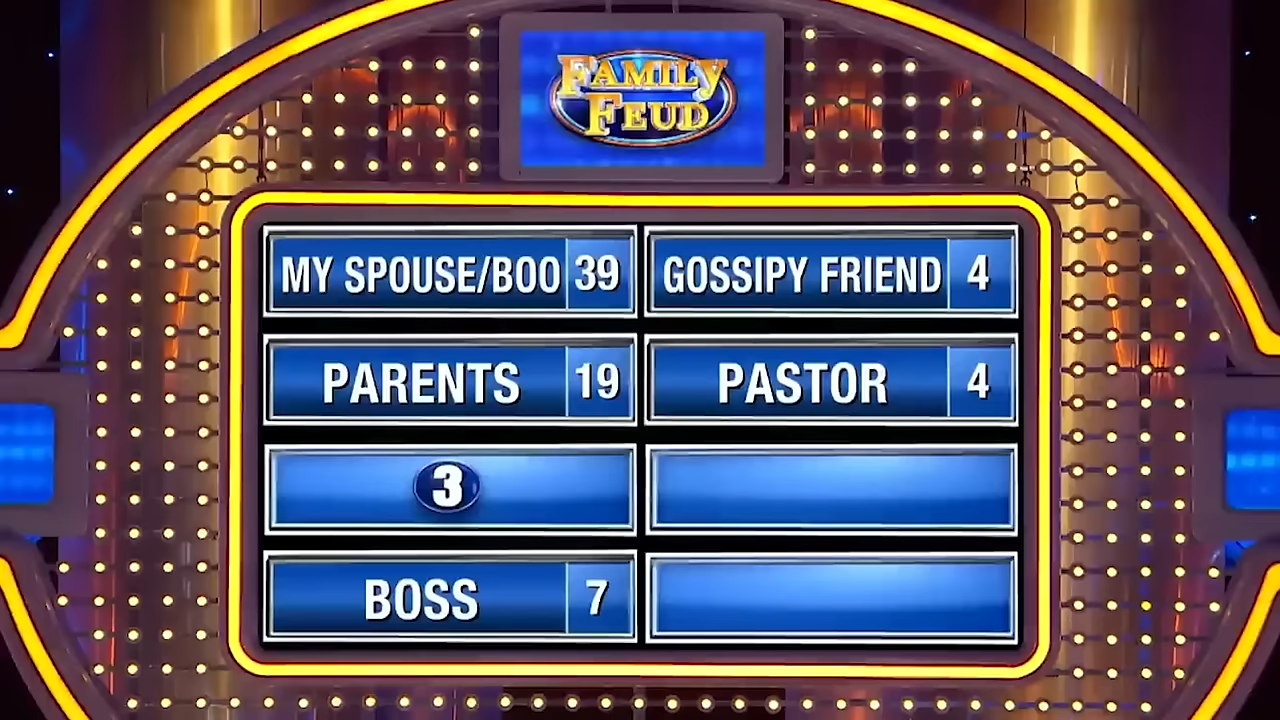 FAMILY
FEUD
MY SPOUSE/BOO 39
PARENTS 19
3
BOSS 7
GOSSIPY FRIEND 4
PASTOR 4